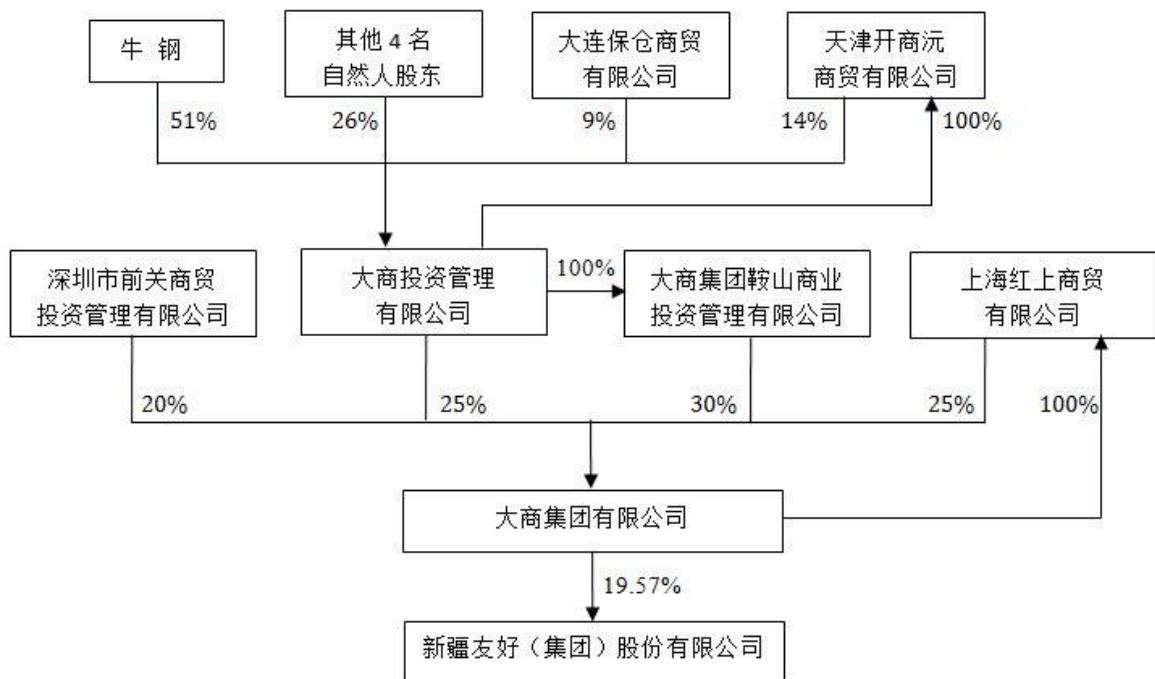 牛 钢
其他 4 名
自然人股东
大连保仓商贸
有限公司
天津开商沅
商贸有限公司
51%
26%
9%
14%
100%
深圳市前关商贸
投资管理有限公司
大商投资管理
有限公司
100%
大商集团鞍山商业
投资管理有限公司
上海红上商贸
有限公司
20%
25%
30%
25%
100%
大商集团有限公司
19.57%
新疆友好（集团）股份有限公司